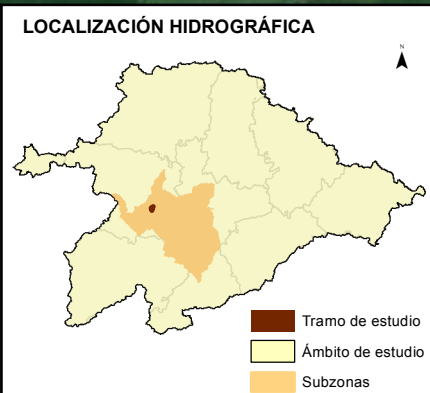 LOCALIZACIÓN HIDROGRÁFICA
N
Tramo de estudio
Ámbito de estudio
Subzonas